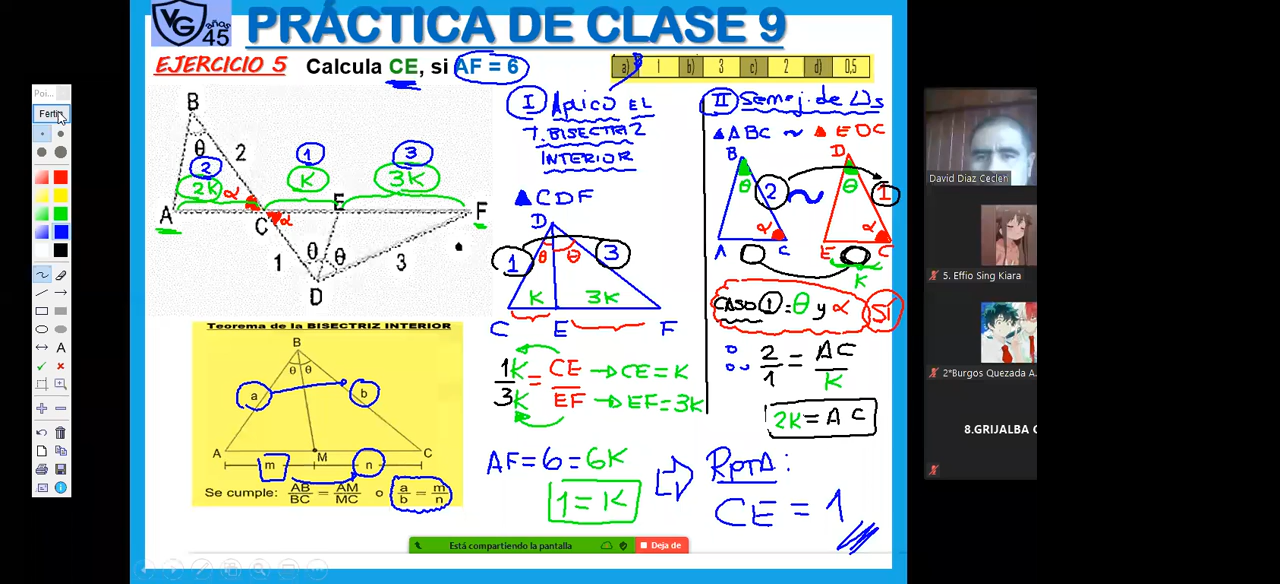 VG
años
45
PRÁCTICA DE CLASE 9
EJERCICIO 5
Calcula CE, si AF = 6
a) 1 b) 3 c) 2 d) 0,5
B
θ
2
2
2K
1
K
3
3K
α
A
C
α
E
F
1
θ
θ
3
D
Teorema de la BISECTRIZ INTERIOR
B
θ θ
a
b
A
M
C
m
n
Se cumple: AB/BC = AM/MC o a/b = m/n
I Aplico EL
T. BISECTRIZ
INTERIOR
▲CDF
D
1
θ
θ
3
K
3K
C
E
F
1K/3K = CE/EF
→ CE = K
→ EF = 3K
AF = 6 = 6K
1 = K
II Semej. de Δs
▲ABC ~ ▲EDC
B
D
θ
2
~
θ
1
α
α
A
C
E
C
K
CASO 1 = θ y α
SÍ
2/1 = AC/K
2K = AC
⇒
RptA:
CE = 1
Está compartiendo la pantalla
Deja de
Poi...
Fertig
A
David Diaz Ceclen
5. Effio Sing Kiara
2*Burgos Quezada A...
8.GRIJALBA C